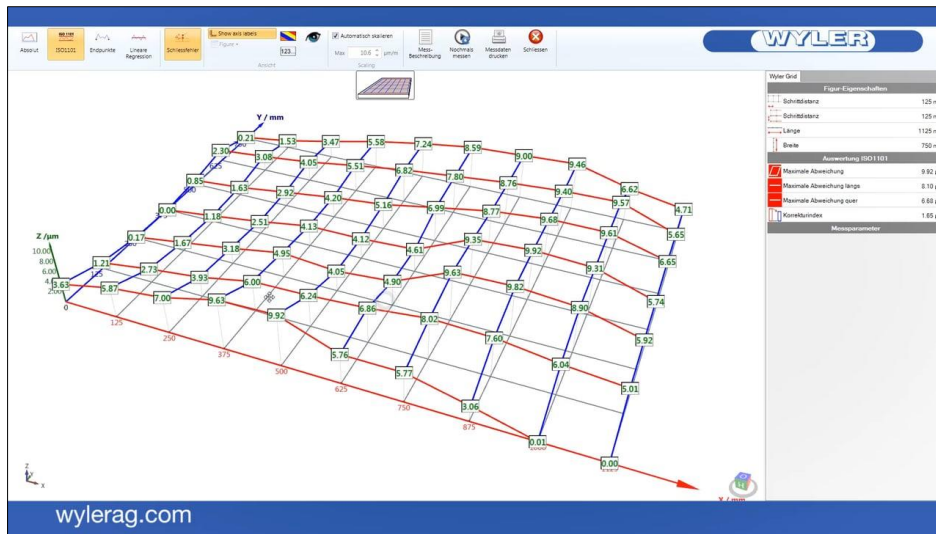 Absolut
ISO1101
Endpunkte
Lineare Regression
Schliessfehler
Show axis labels
Figure
123...
Ansicht
Automatisch skalieren
Max 10.6 µm/m
Scaling
Mess- Beschreibung
Nochmals messen
Messdaten drucken
Schliessen
WYLER
Wyler Grid
Figur-Eigenschaften
Schrittdistanz 125
Schrittdistanz 125
Länge 1125
Breite 750
Auswertung ISO1101
Maximale Abweichung 9.92
Maximale Abweichung längs 8.10
Maximale Abweichung quer 6.60
Korrekturindex 1.65
Messparameter
Y / mm
0.21 1.53 3.47 5.58 7.24 8.59 9.00 9.46 6.62 4.71
2.30 3.08 4.05 5.51 6.82 7.80 8.76 9.40 9.57 5.65
0.85 1.63 2.92 4.20 5.16 6.99 8.77 9.68 9.61 6.65
0.00 1.18 2.51 4.13 4.12 4.61 9.35 9.92 9.31 5.74
0.17 1.67 3.18 4.95 4.05 4.90 9.63 9.82 8.90 5.92
1.21 2.73 3.93 6.00 6.24 6.86 8.02 7.60 6.04 5.01
3.63 5.87 7.00 9.63 9.92 5.76 5.77 3.06 0.01 0.00
Z /µm
10.00
8.00
6.00
0
125
250
375
500
625
750
875
X / mm
wylerag.com